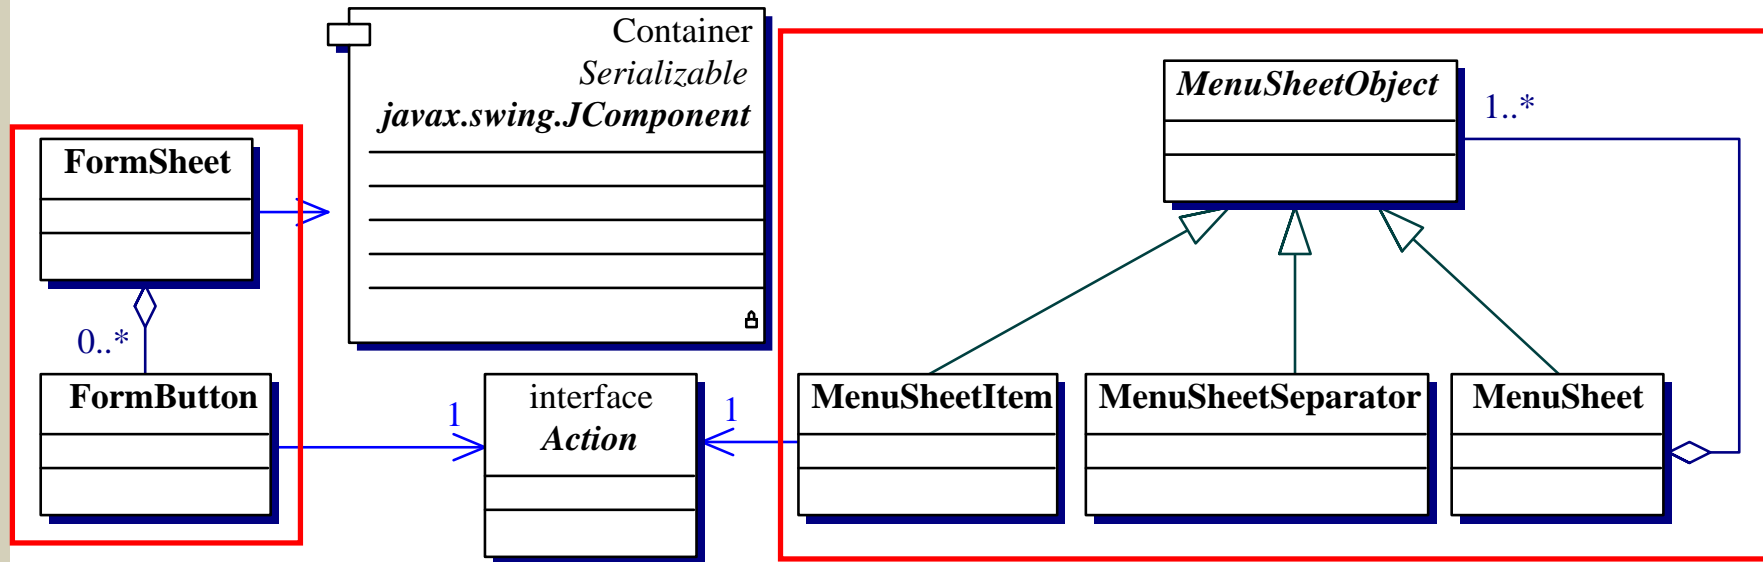 Container
Serializable
javax.swing.JComponent
MenuSheetObject
1..*
FormSheet
0..*
FormButton
1
interface
Action
1
MenuSheetItem
MenuSheetSeparator
MenuSheet